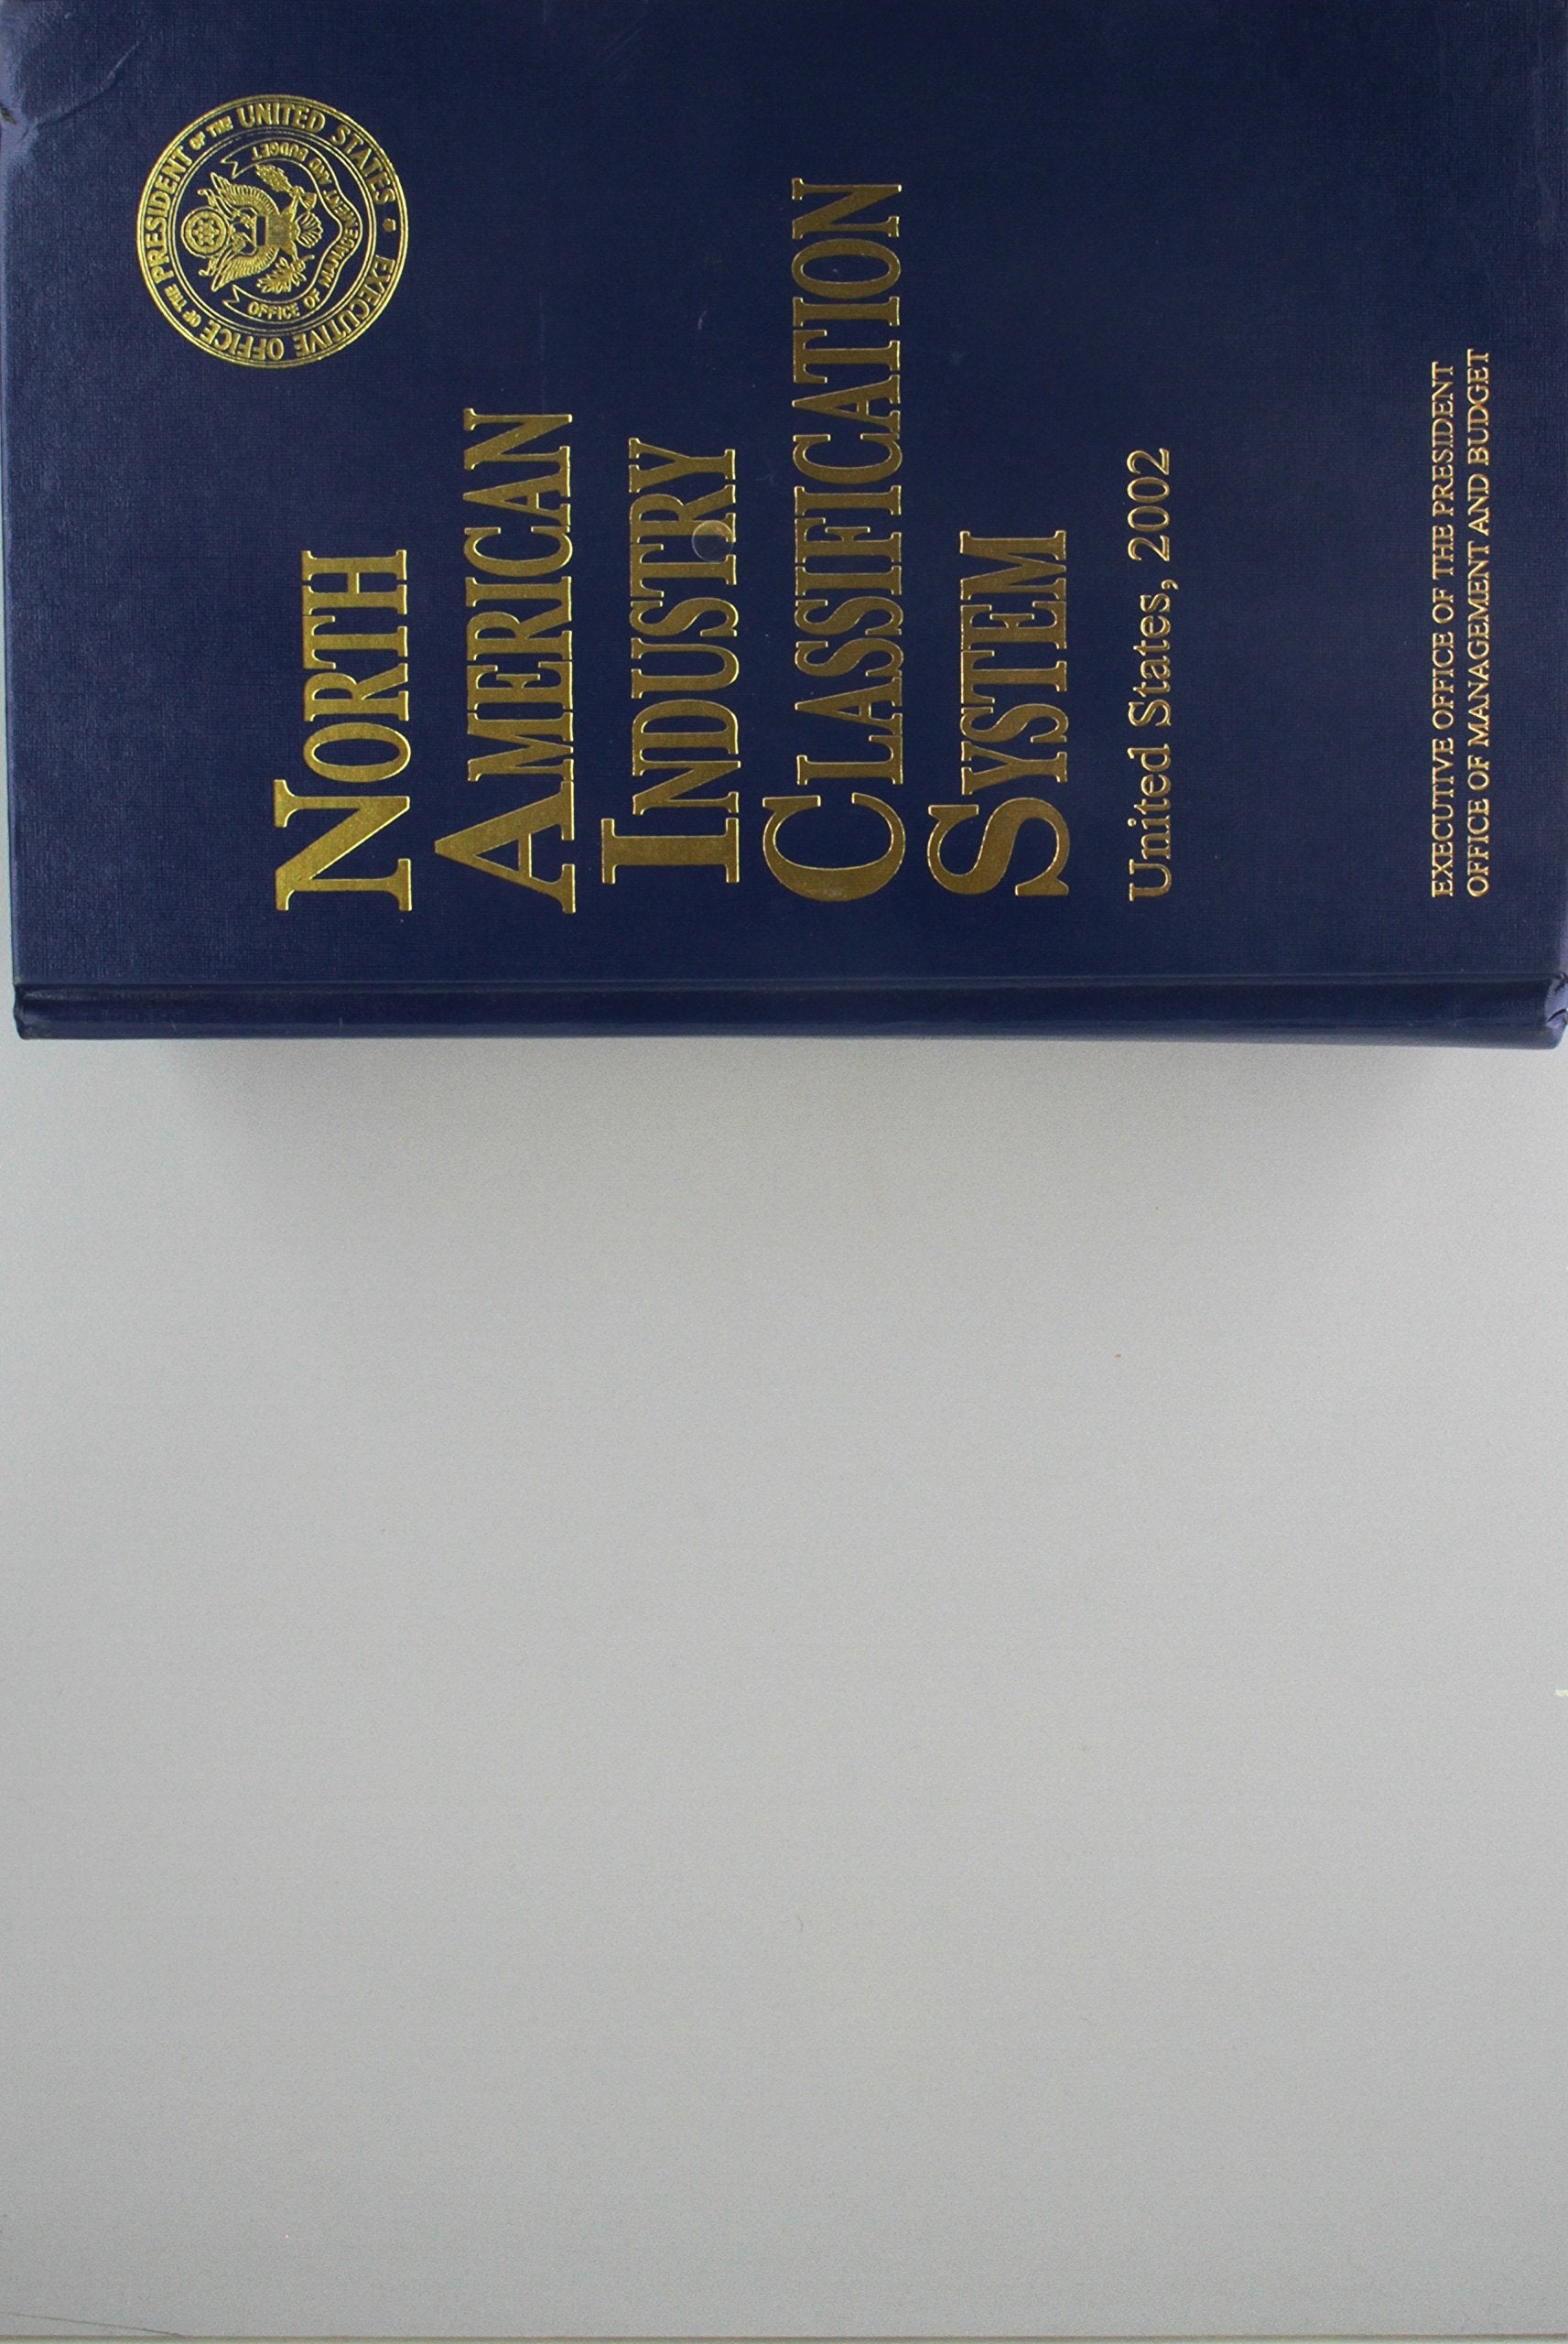 EXECUTIVE OFFICE OF THE PRESIDENT OF THE UNITED STATES
OFFICE OF MANAGEMENT AND BUDGET
NORTH
AMERICAN
INDUSTRY
CLASSIFICATION
SYSTEM
United States, 2002
EXECUTIVE OFFICE OF THE PRESIDENT
OFFICE OF MANAGEMENT AND BUDGET